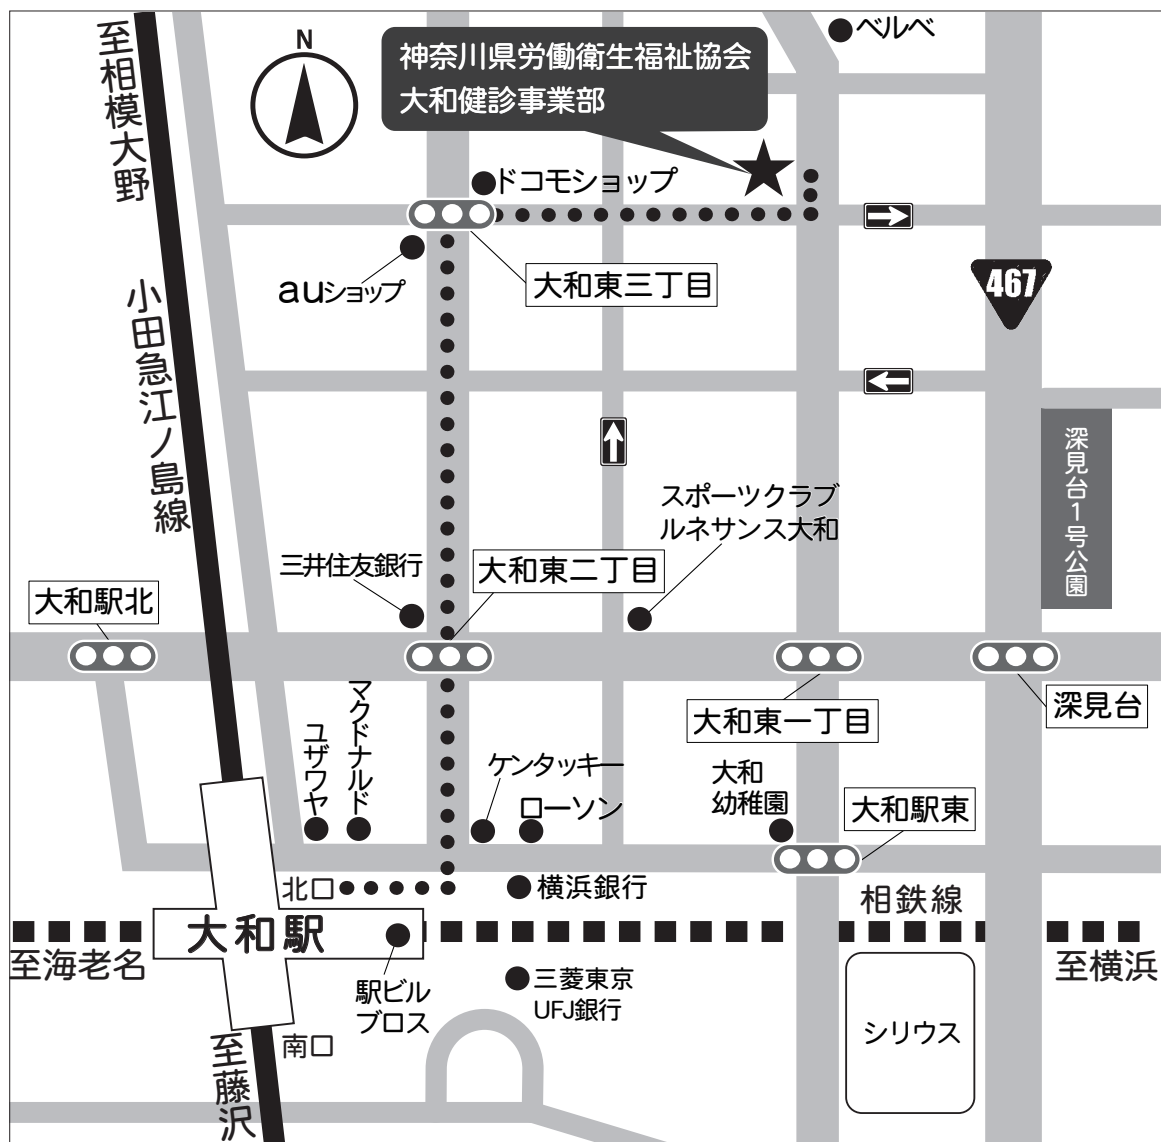 至相模大野
N
神奈川県労働衛生福祉協会
大和健診事業部
ベルベ
ドコモショップ
auショップ
大和東三丁目
467
小田急江ノ島線
深見台1号公園
スポーツクラブ
ルネサンス大和
三井住友銀行
大和東二丁目
大和駅北
大和東一丁目
深見台
ユザワヤ
マクドナルド
ケンタッキー
ローソン
大和
幼稚園
大和駅東
北口
横浜銀行
相鉄線
大和駅
至海老名
至横浜
駅ビル
ブロス
三菱東京
UFJ銀行
シリウス
南口
至藤沢